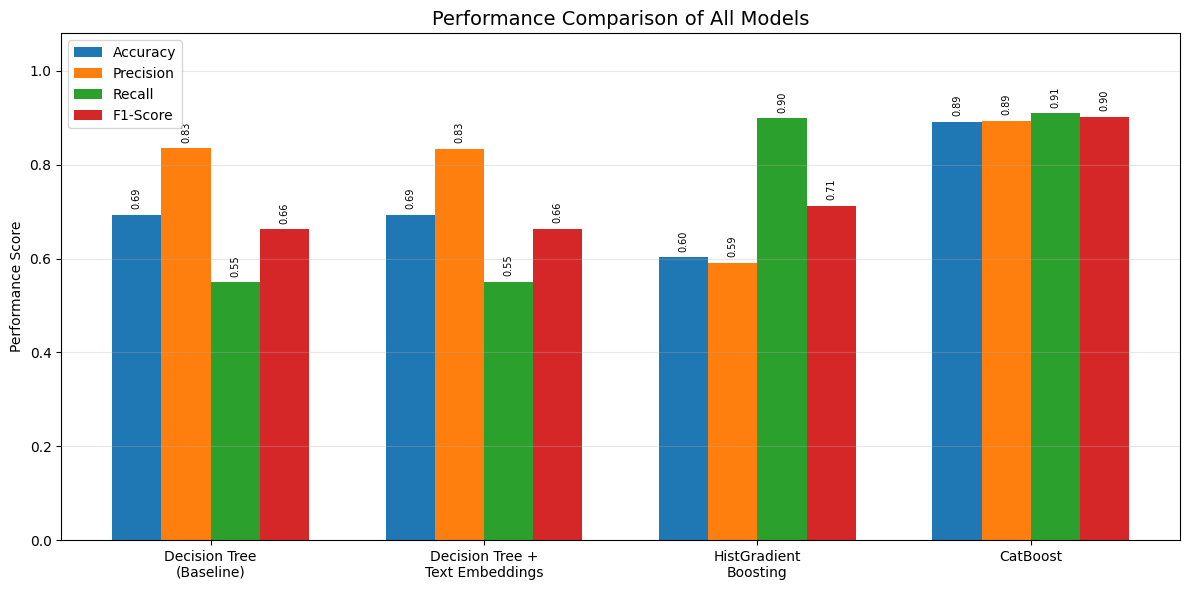 Performance Comparison of All Models
Accuracy
Precision
Recall
F1-Score
Performance Score
1.0
0.8
0.6
0.4
0.2
0.0
0.69
0.83
0.55
0.66
0.69
0.83
0.55
0.66
0.60
0.59
0.90
0.71
0.89
0.89
0.91
0.90
Decision Tree
(Baseline)
Decision Tree +
Text Embeddings
HistGradient
Boosting
CatBoost